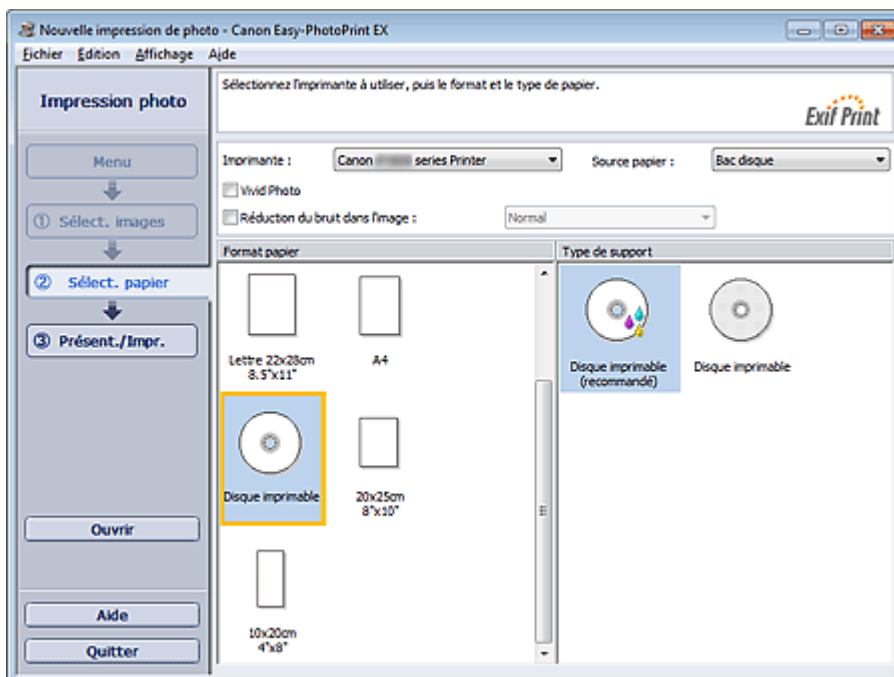 Nouvelle impression de photo - Canon Easy-PhotoPrint EX
Fichier Edition Affichage Aide
Impression photo
Sélectionnez l'imprimante à utiliser, puis le format et le type de papier.
Exif Print
Menu
① Sélect. images
② Sélect. papier
③ Présent./Impr.
Ouvrir
Aide
Quitter
Imprimante : Canon series Printer Source papier : Bac disque
Vivid Photo
Réduction du bruit dans l'image : Normal
Format papier
Lettre 22x28cm
8.5"x11"
A4
Disque imprimable
20x25cm
8"x10"
10x20cm
4"x8"
Type de support
Disque imprimable
(recommandé)
Disque imprimable